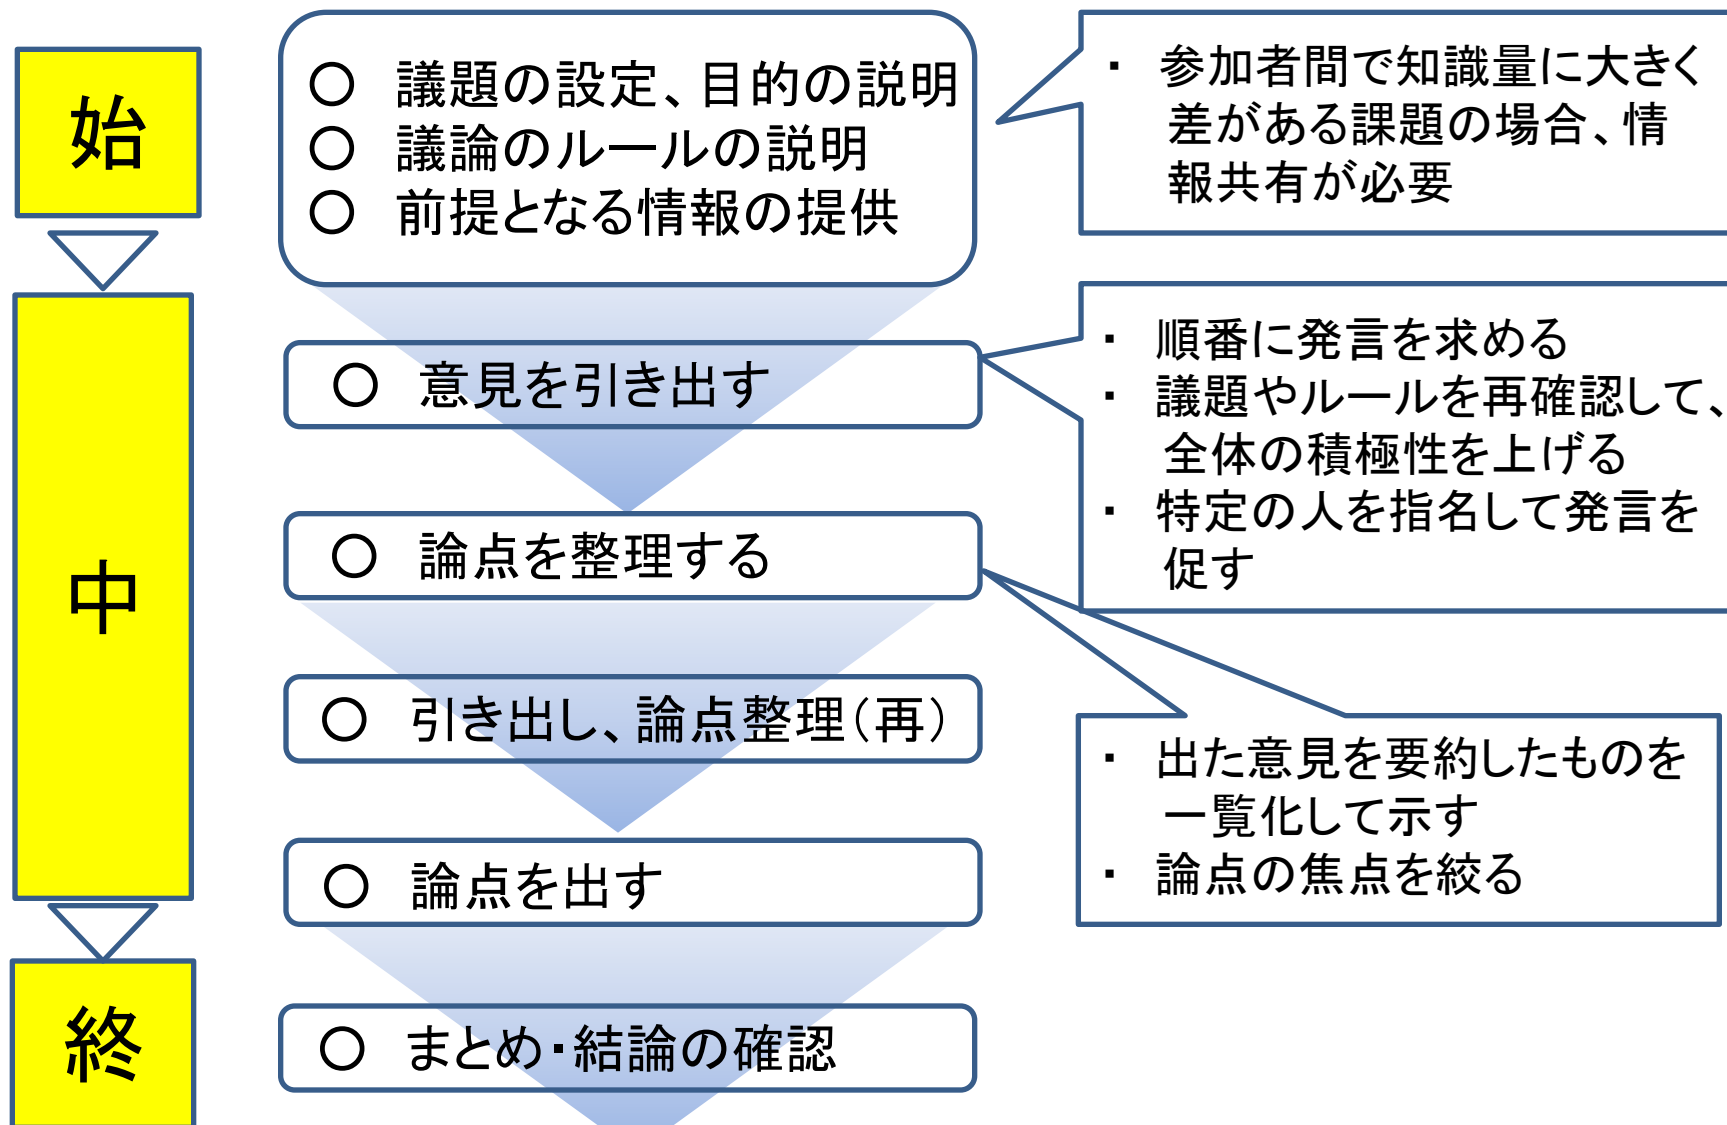 始
○ 議題の設定、目的の説明
○ 議論のルールの説明
○ 前提となる情報の提供
・ 参加者間で知識量に大きく
差がある課題の場合、情
報共有が必要
中
○ 意見を引き出す
・ 順番に発言を求める
・ 議題やルールを再確認して、
全体の積極性を上げる
・ 特定の人を指名して発言を
促す
○ 論点を整理する
・ 出た意見を要約したものを
一覧化して示す
・ 論点の焦点を絞る
○ 引き出し、論点整理(再)
○ 論点を出す
終
○ まとめ・結論の確認